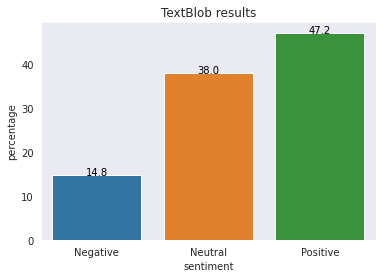 TextBlob results
percentage
40
30
20
10
0
14.8
38.0
47.2
Negative
Neutral
Positive
sentiment